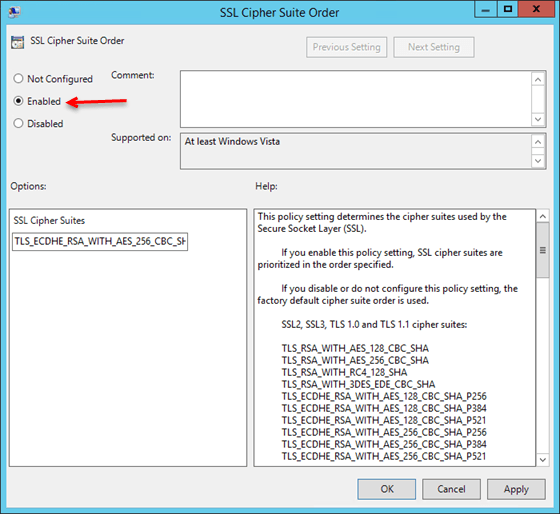 SSL Cipher Suite Order
SSL Cipher Suite Order
Previous Setting
Next Setting
Not Configured
Enabled
Disabled
Comment:
Supported on:
At least Windows Vista
Options:
Help:
SSL Cipher Suites
TLS_ECDHE_RSA_WITH_AES_256_CBC_SH
This policy setting determines the cipher suites used by the
Secure Socket Layer (SSL).
If you enable this policy setting, SSL cipher suites are
prioritized in the order specified.
If you disable or do not configure this policy setting, the
factory default cipher suite order is used.
SSL2, SSL3, TLS 1.0 and TLS 1.1 cipher suites:
TLS_RSA_WITH_AES_128_CBC_SHA
TLS_RSA_WITH_AES_256_CBC_SHA
TLS_RSA_WITH_RC4_128_SHA
TLS_RSA_WITH_3DES_EDE_CBC_SHA
TLS_ECDHE_RSA_WITH_AES_128_CBC_SHA_P256
TLS_ECDHE_RSA_WITH_AES_128_CBC_SHA_P384
TLS_ECDHE_RSA_WITH_AES_128_CBC_SHA_P521
TLS_ECDHE_RSA_WITH_AES_256_CBC_SHA_P256
TLS_ECDHE_RSA_WITH_AES_256_CBC_SHA_P384
TLS_ECDHE_RSA_WITH_AES_256_CBC_SHA_P521
OK
Cancel
Apply